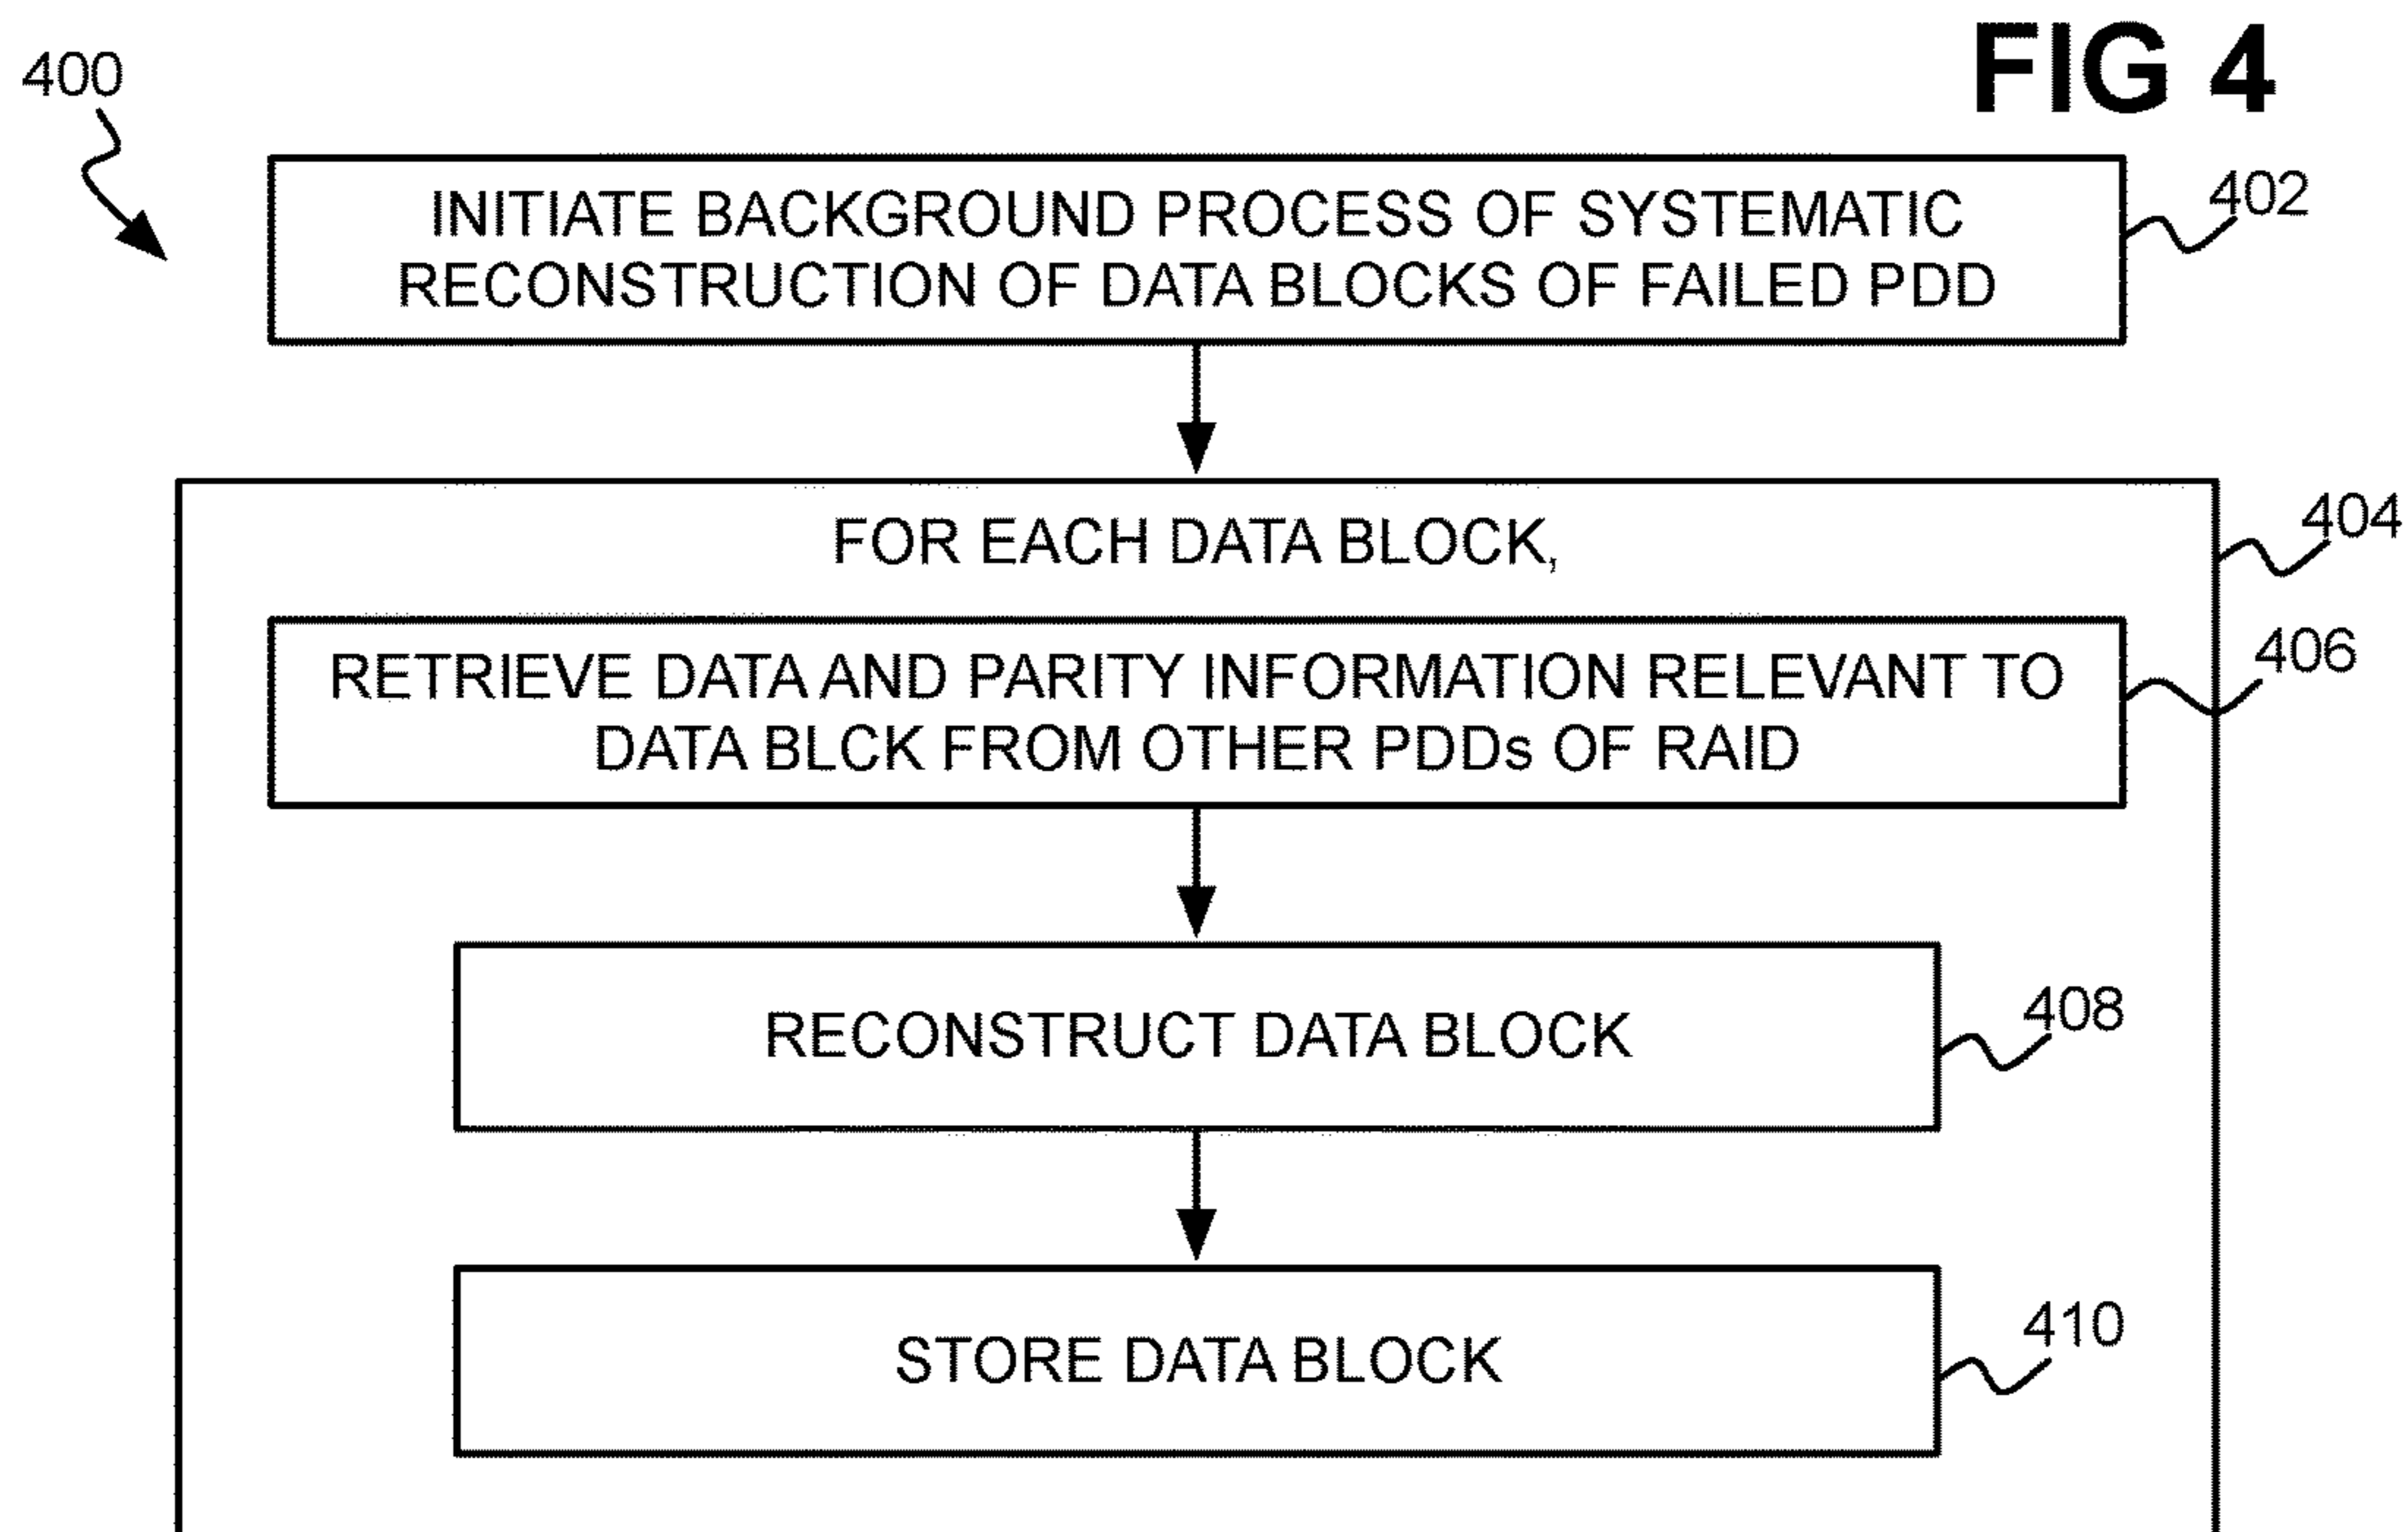 FIG 4
400
INITIATE BACKGROUND PROCESS OF SYSTEMATIC
RECONSTRUCTION OF DATA BLOCKS OF FAILED PDD
402
FOR EACH DATA BLOCK,
404
RETRIEVE DATA AND PARITY INFORMATION RELEVANT TO
DATA BLCK FROM OTHER PDDs OF RAID
406
RECONSTRUCT DATA BLOCK
408
STORE DATA BLOCK
410